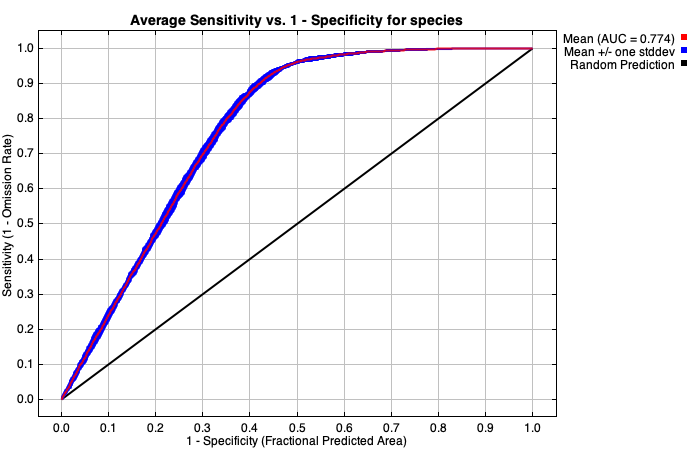 Average Sensitivity vs. 1 - Specificity for species
Mean (AUC = 0.774)
Mean +/- one stddev
Random Prediction
Sensitivity (1 - Omission Rate)
1.0
0.9
0.8
0.7
0.6
0.5
0.4
0.3
0.2
0.1
0.0
0.0 0.1 0.2 0.3 0.4 0.5 0.6 0.7 0.8 0.9 1.0
1 - Specificity (Fractional Predicted Area)